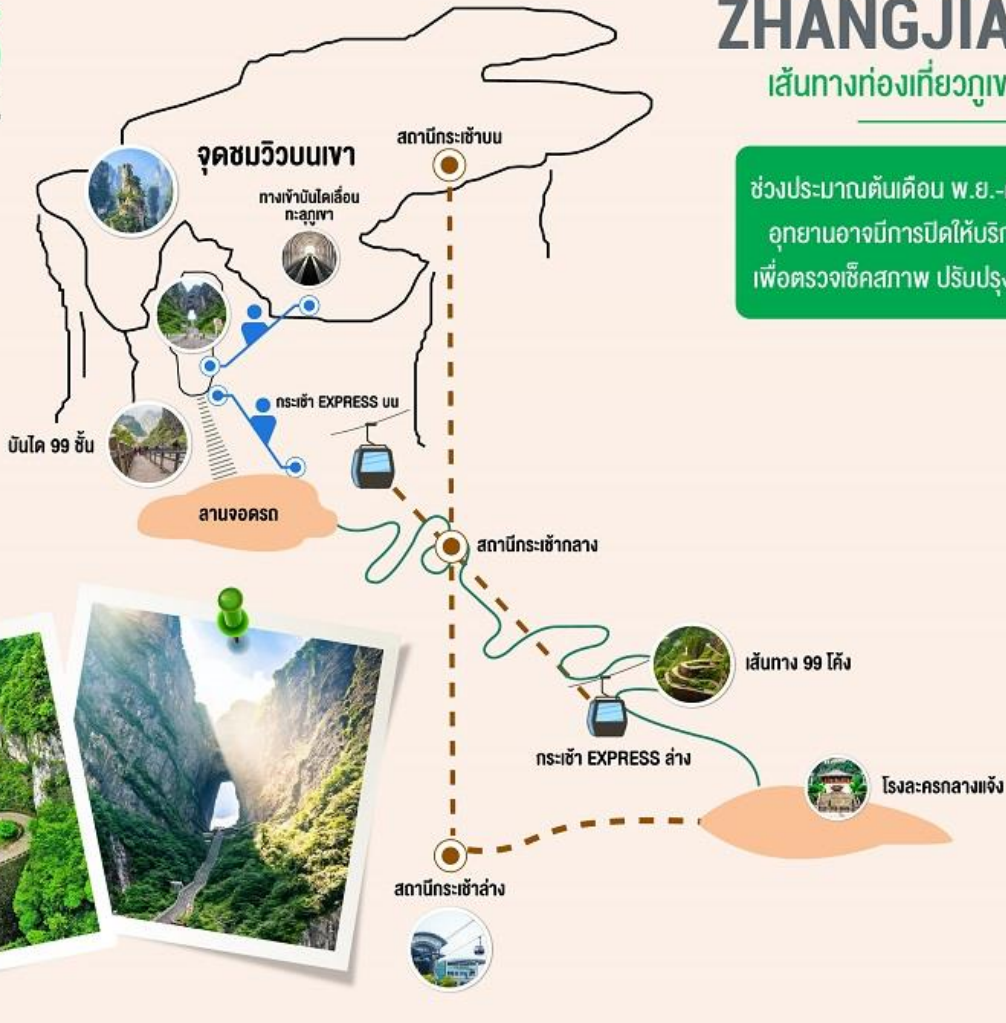 ZHANGJIA
เส้นทางท่องเที่ยวภูเข
ช่วงประมาณต้นเดือน พ.ย.-
อุทยานอาจมีการปิดให้บริก
เพื่อตรวจเช็คสภาพ ปรับปรุง
สถานีกระเช้าบน
จุดชมวิวบนเขา
ทางเข้าบันไดเลื่อน
ทะลุภูเขา
กระเช้า EXPRESS บน
บันได 99 ชั้น
ลานจอดรถ
สถานีกระเช้ากลาง
เส้นทาง 99 โค้ง
กระเช้า EXPRESS ล่าง
โรงละครกลางแจ้ง
สถานีกระเช้าล่าง